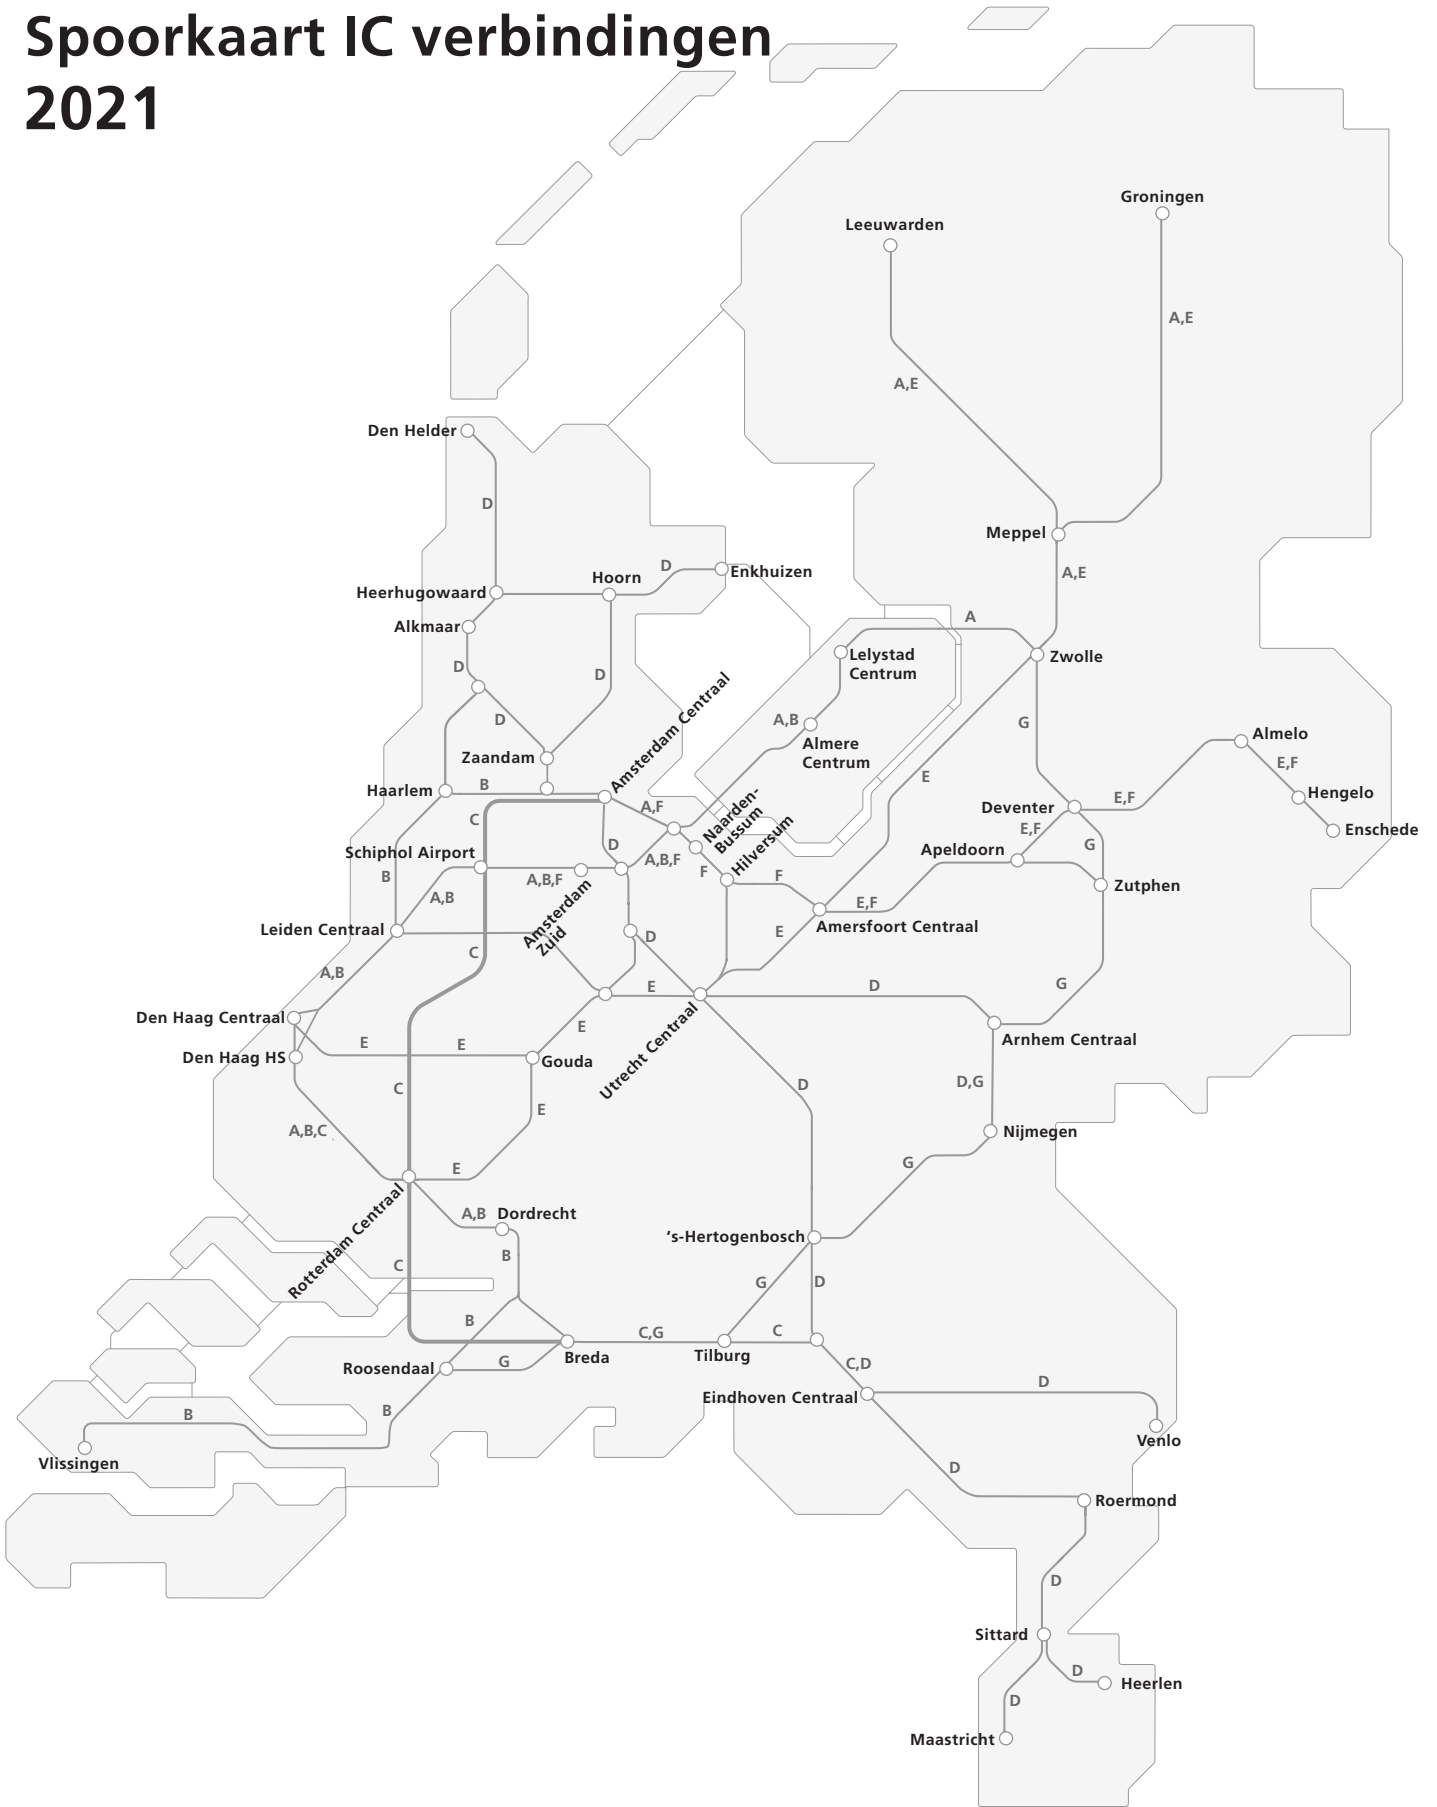 Spoorkaart IC verbindingen
2021
Groningen
Leeuwarden
A,E
A,E
Den Helder
D
Meppel
A,E
Enkhuizen
D
Hoorn
Heerhugowaard
Alkmaar
A
Lelystad
Centrum
Zwolle
D
D
D
Amsterdam Centraal
A,B
G
Almere
Centrum
Almelo
E,F
Zaandam
Haarlem
B
E
Hengelo
E,F
Deventer
A,F
Naarden-
Bussum
C
E,F
Enschede
Hilversum
D
G
Schiphol Airport
A,B,F
Apeldoorn
F
F
B
A,B,F
A,B
Zutphen
E,F
Amsterdam
Zuid
Amersfoort Centraal
Leiden Centraal
D
E
C
A,B
E
D
G
Den Haag Centraal
E
Utrecht Centraal
Arnhem Centraal
E
E
Den Haag HS
Gouda
C
D
D,G
E
A,B,C
Nijmegen
E
G
Rotterdam Centraal
A,B
Dordrecht
‘s-Hertogenbosch
B
C
G
D
B
C,G
C
Tilburg
Breda
G
Roosendaal
C,D
D
Eindhoven Centraal
B
B
Venlo
Vlissingen
D
Roermond
D
Sittard
D
Heerlen
D
Maastricht